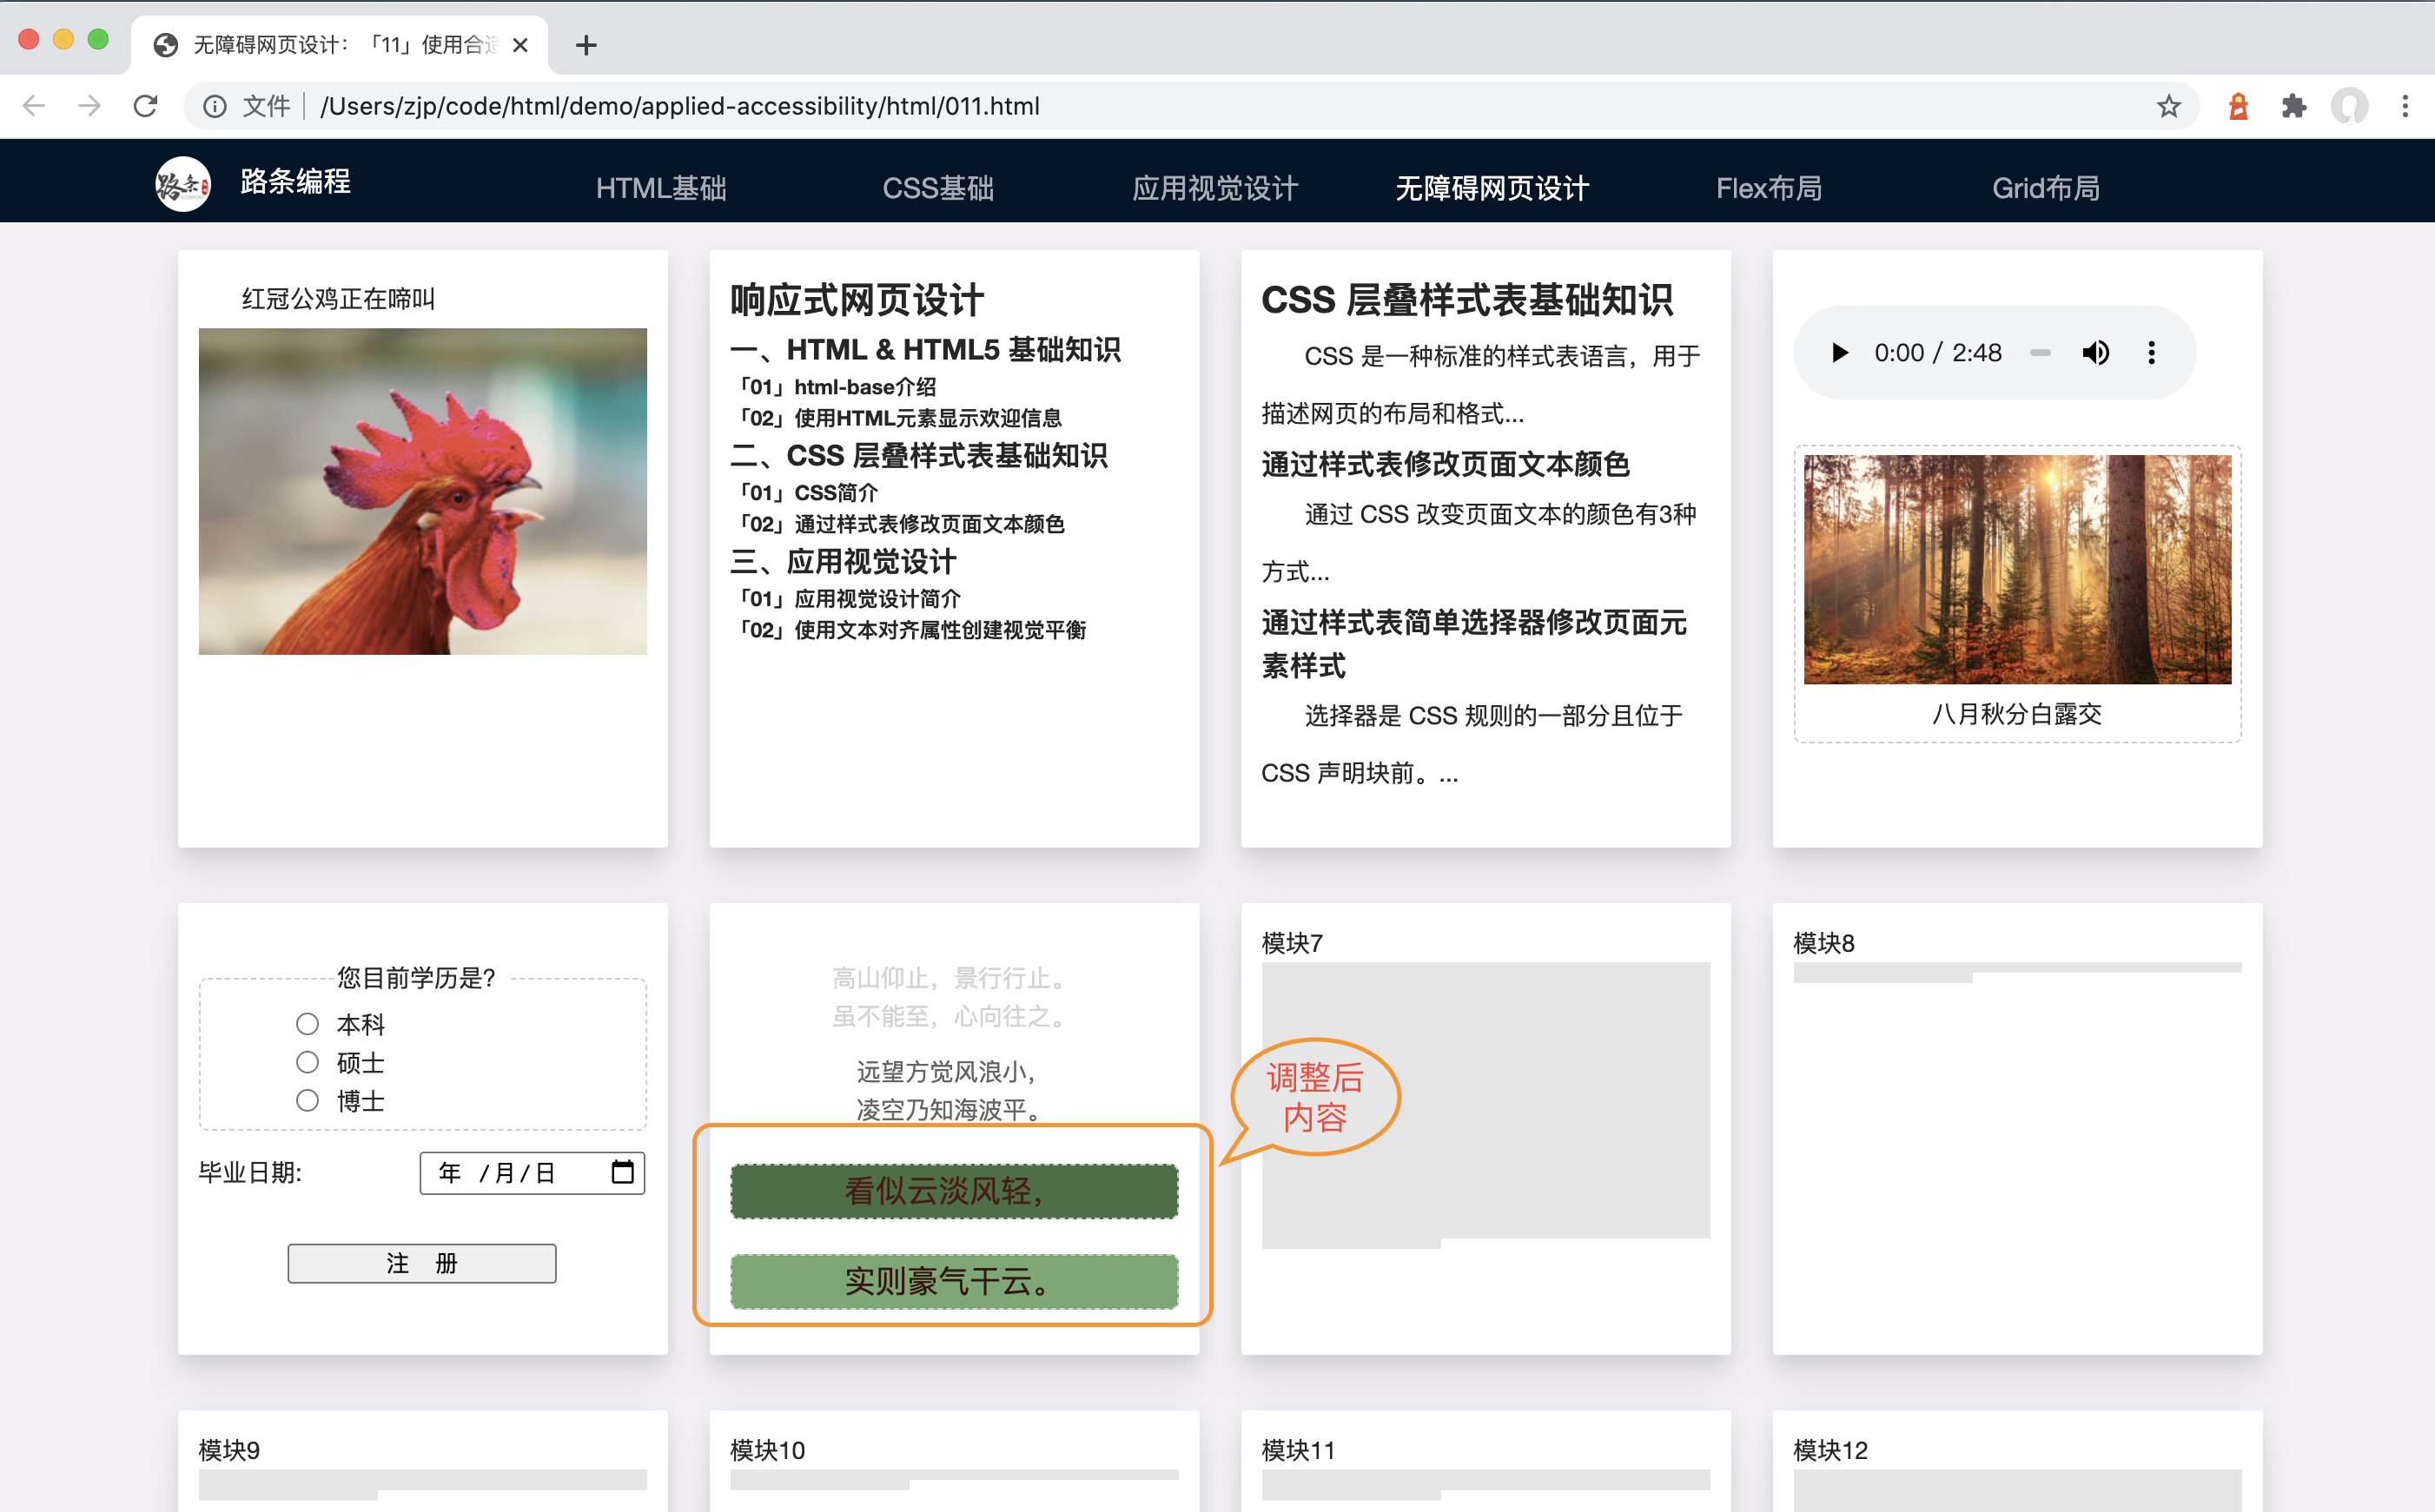 无障碍网页设计：「11」使用合适
文件
/Users/zjp/code/html/demo/applied-accessibility/html/011.html
路条
路条编程
HTML基础
CSS基础
应用视觉设计
无障碍网页设计
Flex布局
Grid布局
红冠公鸡正在啼叫
响应式网页设计
一、HTML & HTML5 基础知识
「01」html-base介绍
「02」使用HTML元素显示欢迎信息
二、CSS 层叠样式表基础知识
「01」CSS简介
「02」通过样式表修改页面文本颜色
三、应用视觉设计
「01」应用视觉设计简介
「02」使用文本对齐属性创建视觉平衡
CSS 层叠样式表基础知识
CSS 是一种标准的样式表语言，用于
描述网页的布局和格式...
通过样式表修改页面文本颜色
通过 CSS 改变页面文本的颜色有3种
方式...
通过样式表简单选择器修改页面元
素样式
选择器是 CSS 规则的一部分且位于
CSS 声明块前。...
0:00 / 2:48
八月秋分白露交
您目前学历是?
本科
硕士
博士
毕业日期:
年 /月/日
注 册
高山仰止，景行行止。
虽不能至，心向往之。
远望方觉风浪小，
凌空乃知海波平。
看似云淡风轻，
实则豪气干云。
调整后
内容
模块7
模块8
模块9
模块10
模块11
模块12